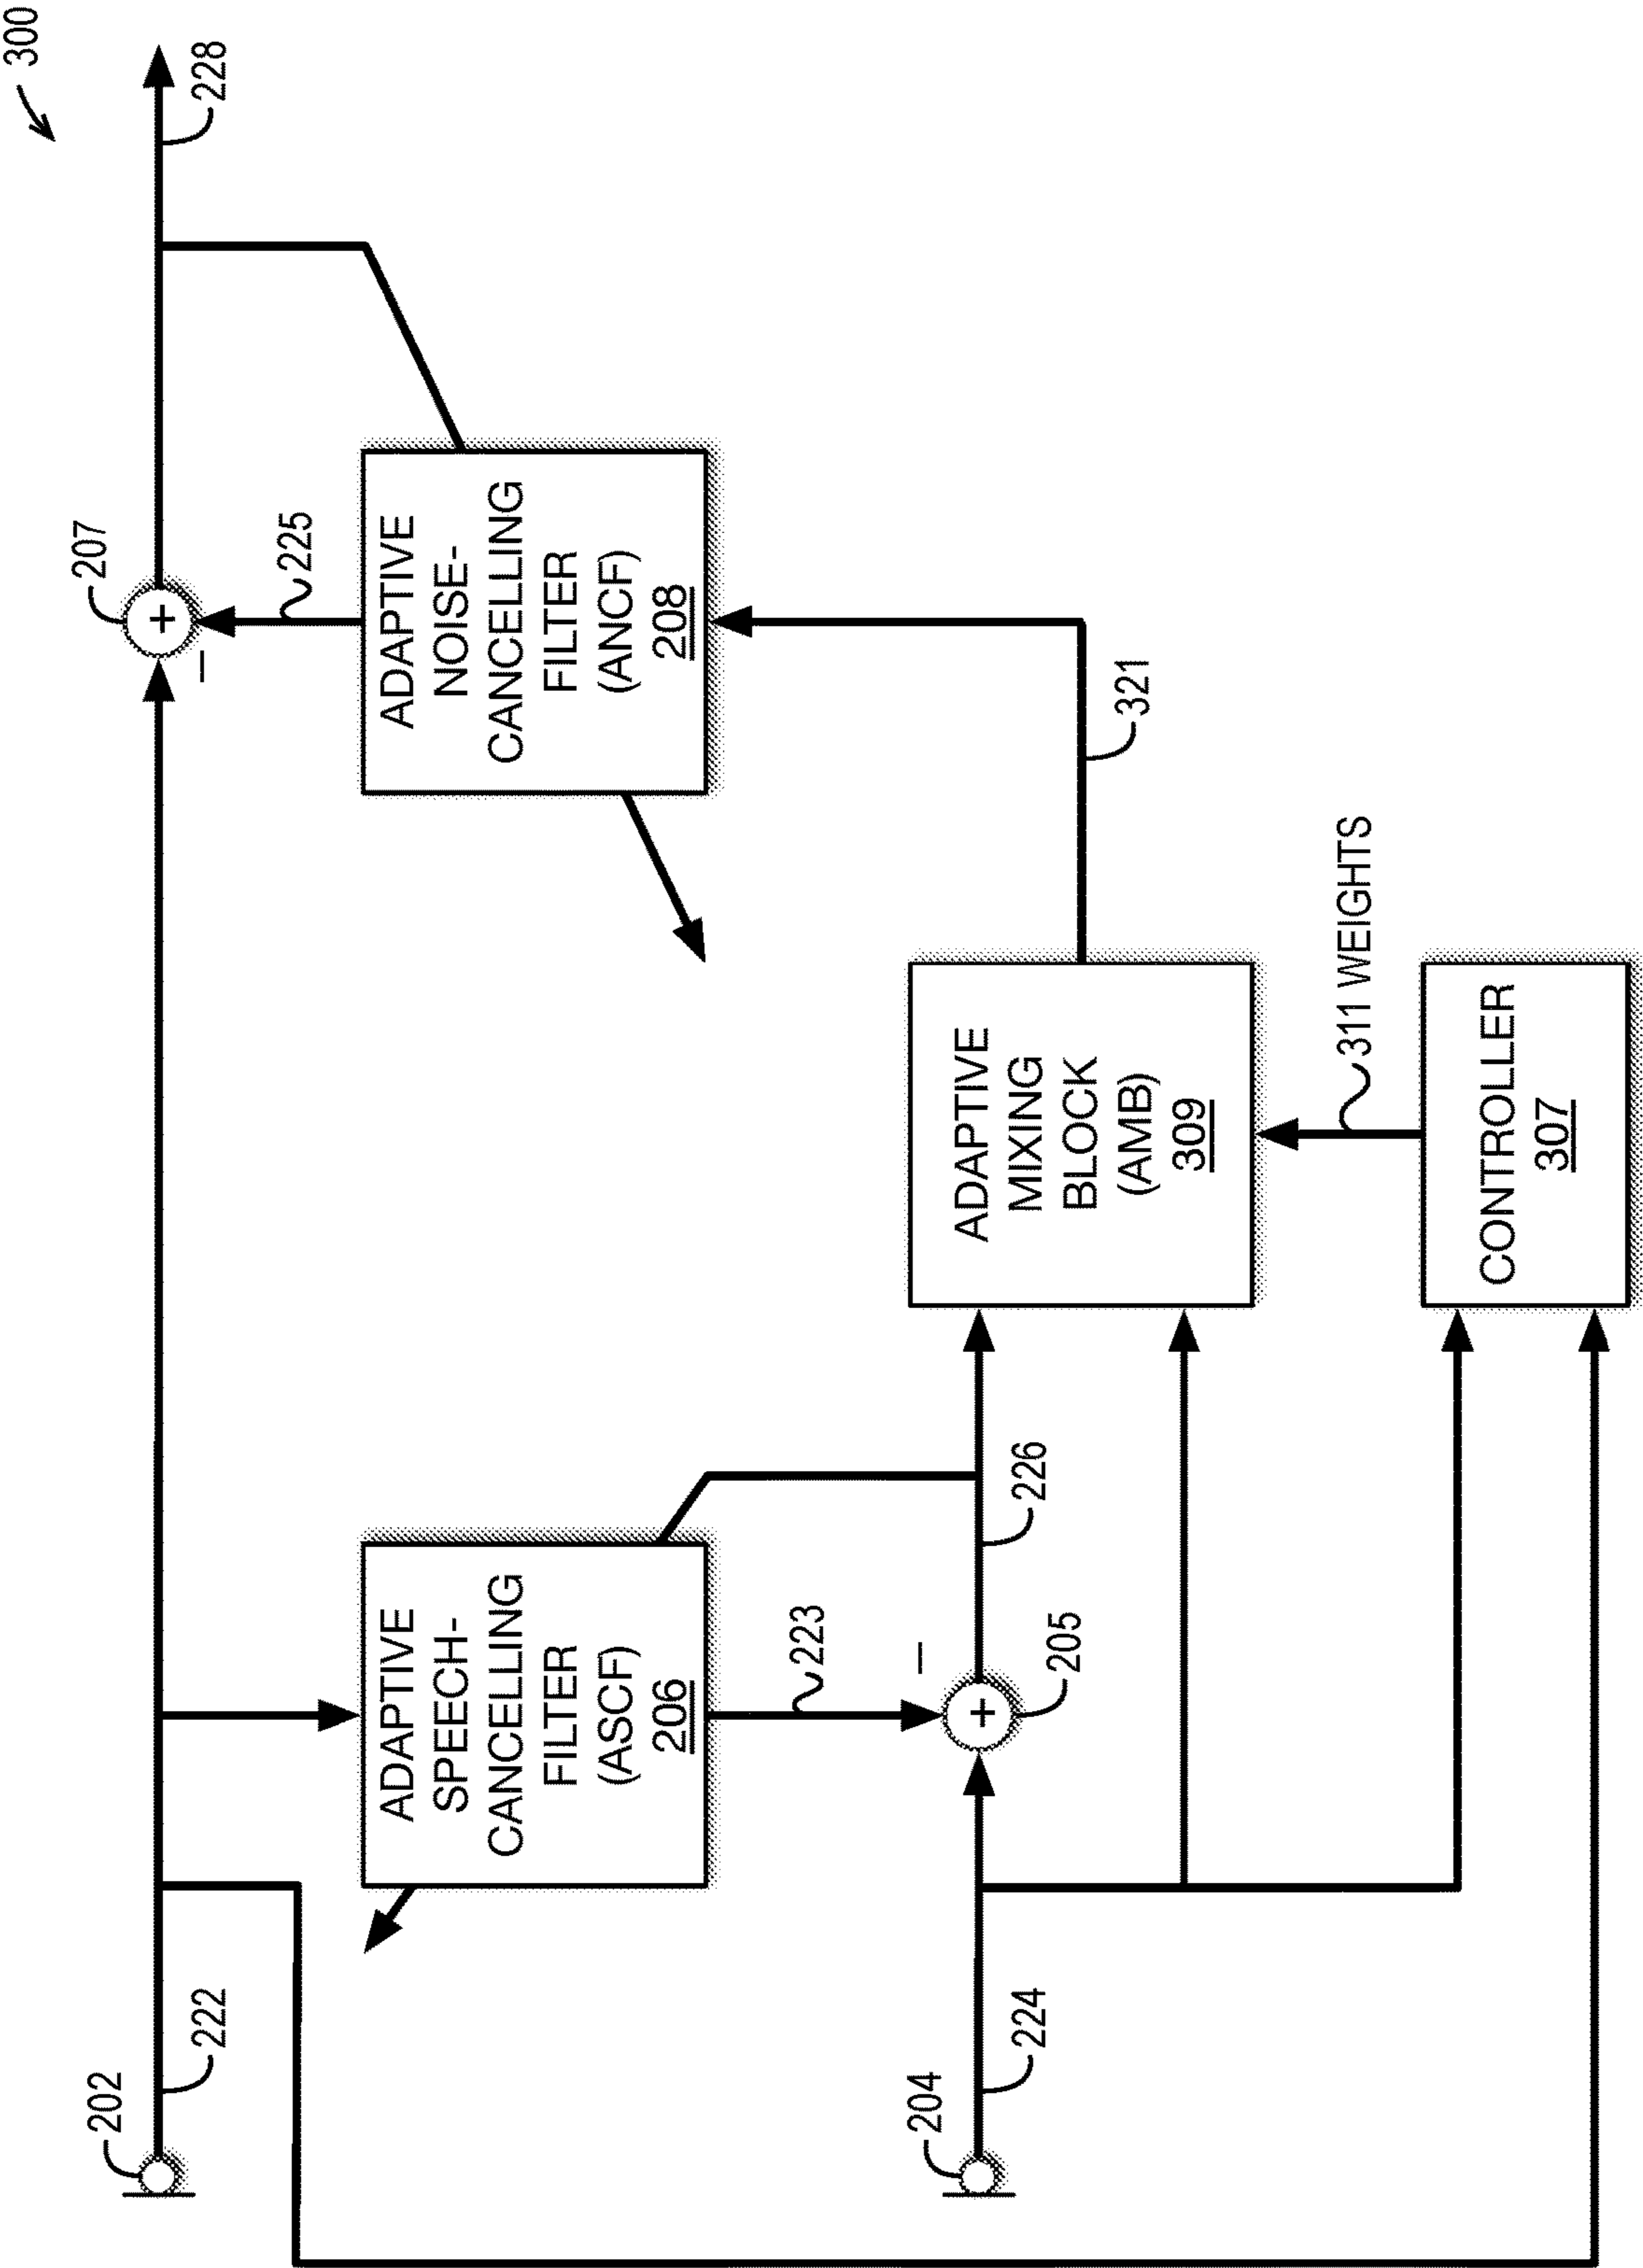 300
202
222
207
228
225
ADAPTIVE
SPEECH-
CANCELLING
FILTER
(ASCF)
206
ADAPTIVE
NOISE-
CANCELLING
FILTER
(ANCF)
208
+
–
223
–
+
205
204
224
226
ADAPTIVE
MIXING
BLOCK
(AMB)
309
321
311 WEIGHTS
CONTROLLER
307